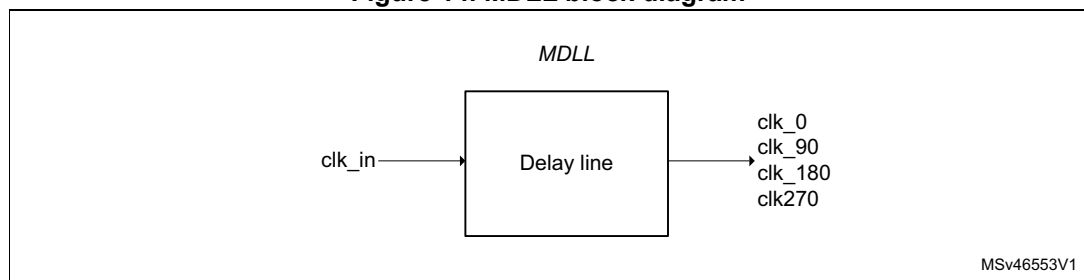 Figure 14. MDLL block diagram
MDLL
clk_in
Delay line
clk_0
clk_90
clk_180
clk270
MSv46553V1